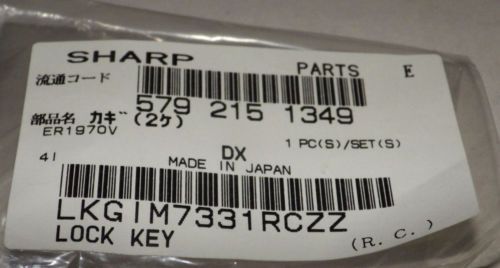 SHARP PARTS E
流通コード
579 215 1349
部品名 カギ(2ケ)
ER1970V
1 PC(S)/SET(S)
41 DX
MADE IN JAPAN
LKGIM7331RCZZ
LOCK KEY (R.C.)